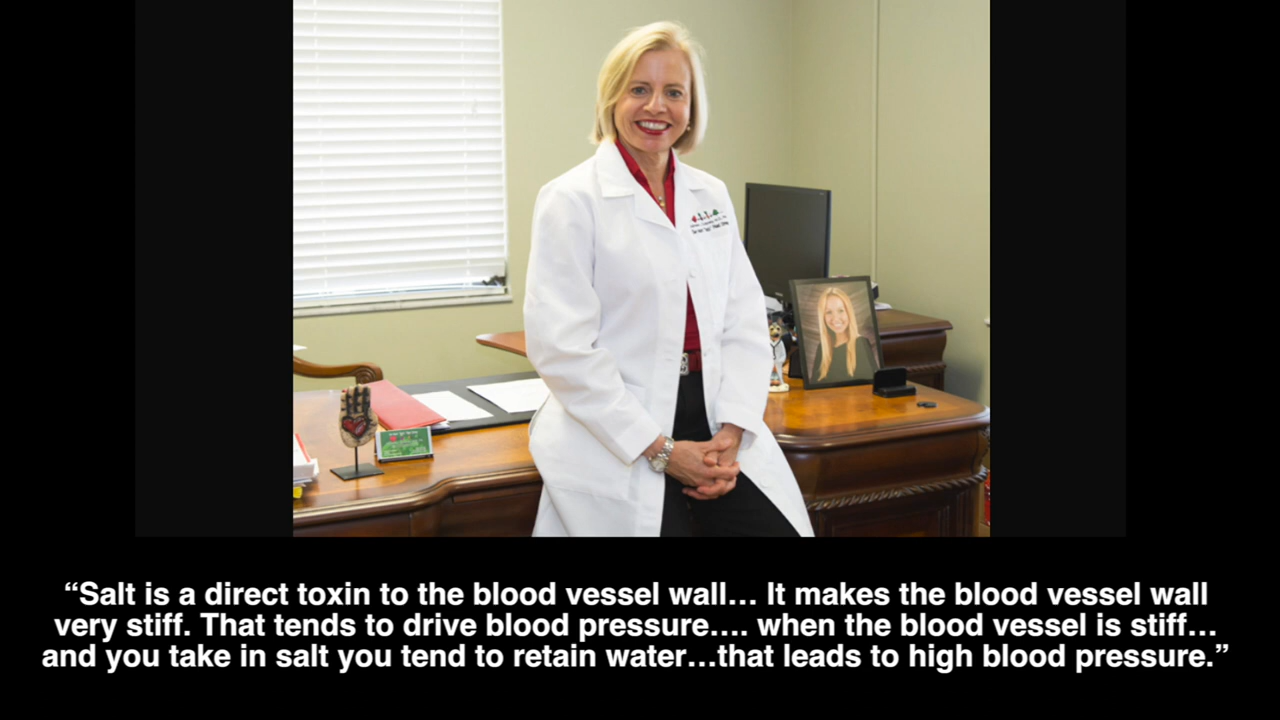 “Salt is a direct toxin to the blood vessel wall… It makes the blood vessel wall
very stiff. That tends to drive blood pressure…. when the blood vessel is stiff…
and you take in salt you tend to retain water…that leads to high blood pressure.”